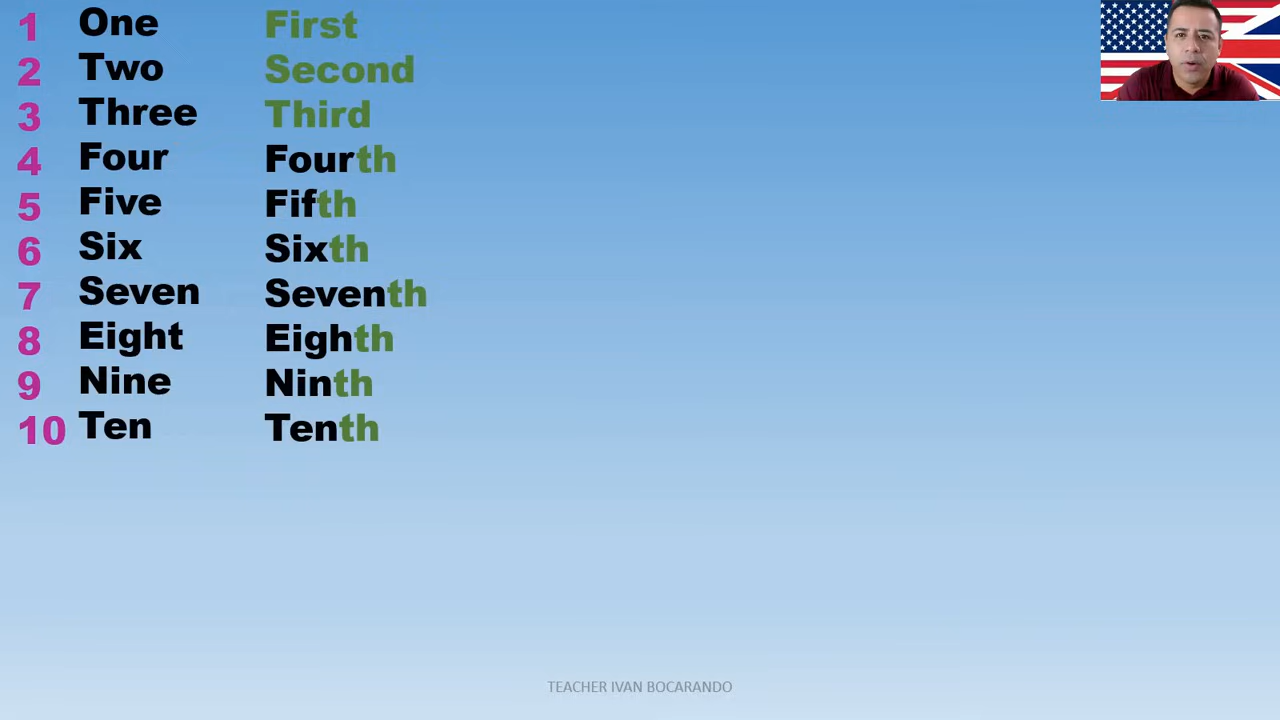 1 One First
2 Two Second
3 Three Third
4 Four Fourth
5 Five Fifth
6 Six Sixth
7 Seven Seventh
8 Eight Eighth
9 Nine Ninth
10 Ten Tenth
TEACHER IVAN BOCARANDO